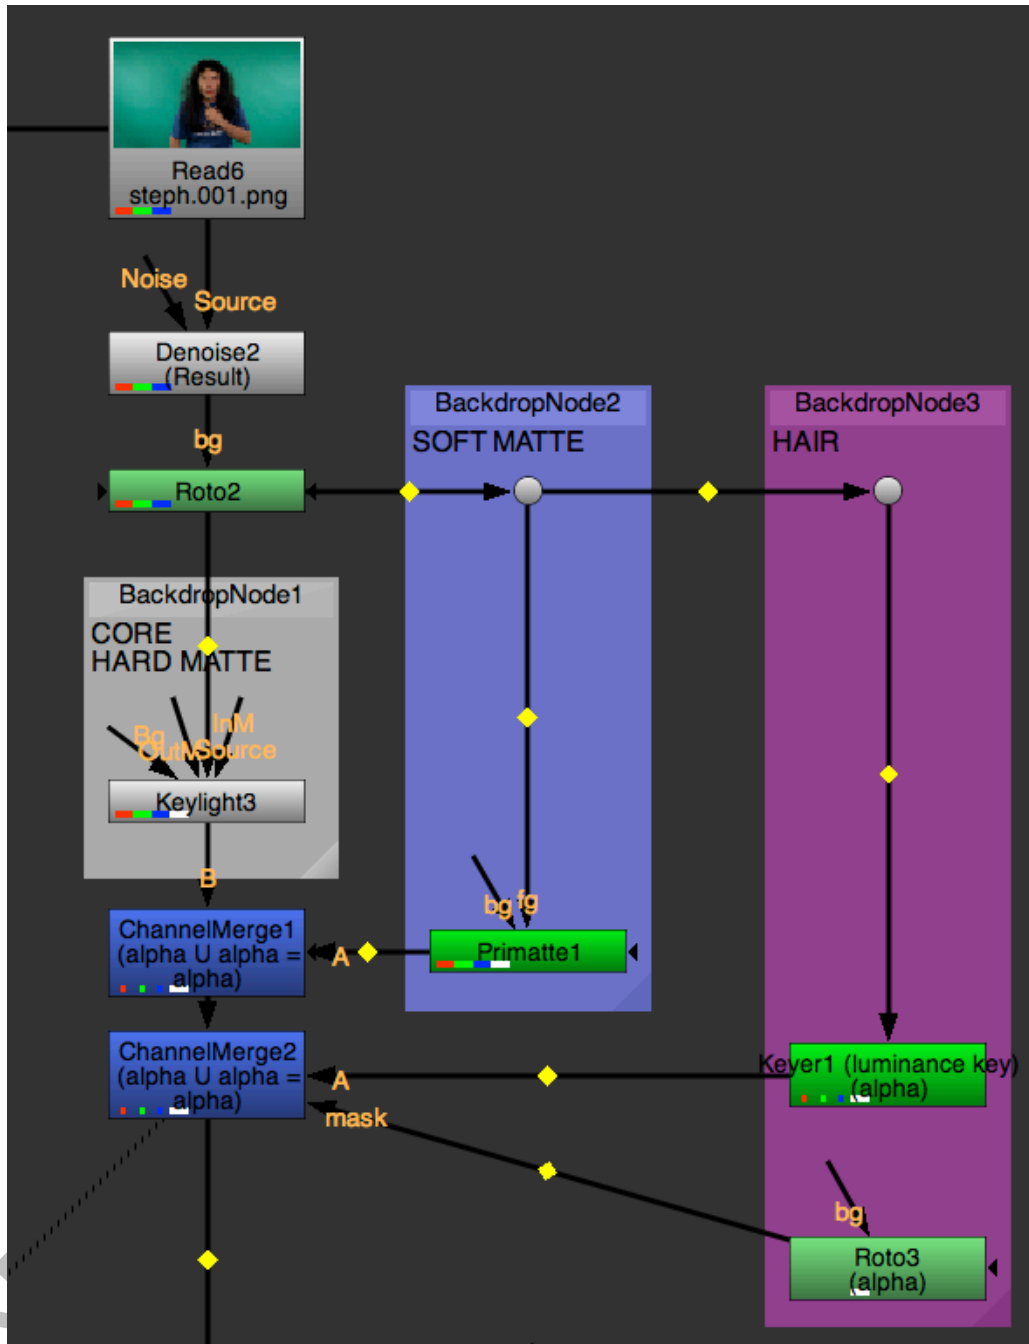 Read6
steph.001.png
Noise
Source
Denoise2
(Result)
bg
Roto2
BackdropNode2
SOFT MATTE
BackdropNode3
HAIR
BackdropNode1
CORE
HARD MATTE
InM
Bg
OutM
Source
Keylight3
B
bg
fg
ChannelMerge1
(alpha U alpha =
alpha)
A
Primatte1
ChannelMerge2
(alpha U alpha =
alpha)
A
mask
Keyer1 (luminance key)
(alpha)
bg
Roto3
(alpha)